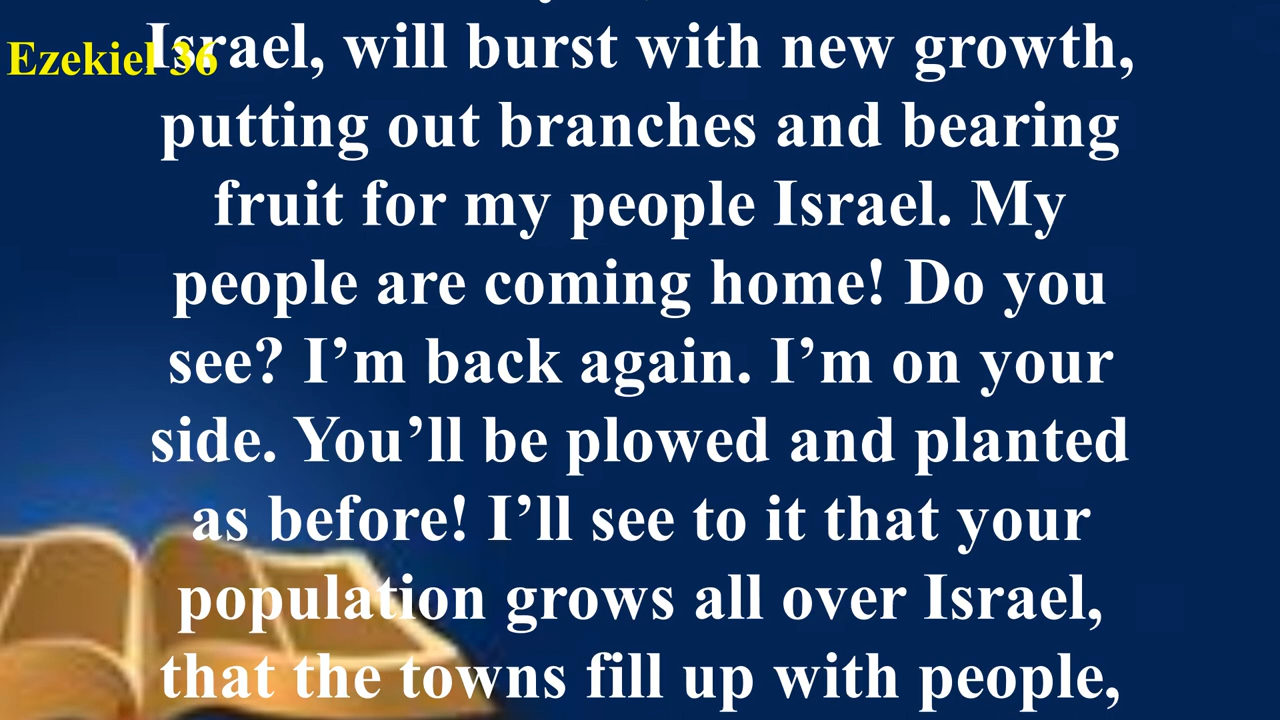 Ezekiel 36
Israel, will burst with new growth,
putting out branches and bearing
fruit for my people Israel. My
people are coming home! Do you
see? I’m back again. I’m on your
side. You’ll be plowed and planted
as before! I’ll see to it that your
population grows all over Israel,
that the towns fill up with people,